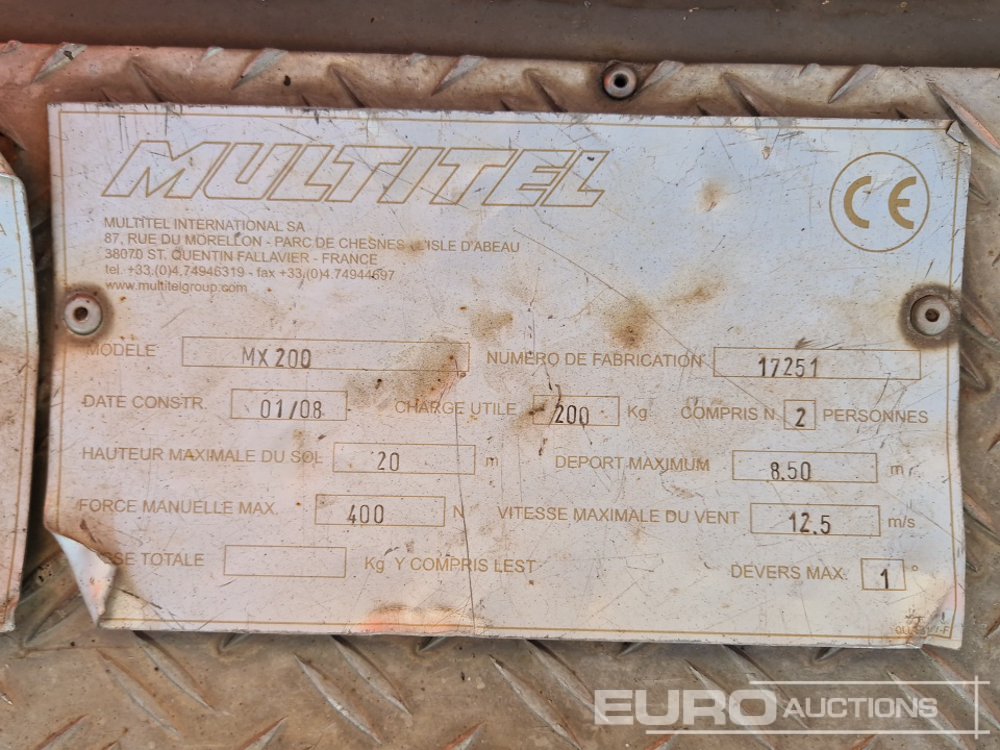 MULTITEL
CE
MULTITEL INTERNATIONAL SA
87, RUE DU MORELLON - PARC DE CHESNES L'ISLE D'ABEAU
38070 ST. QUENTIN FALLAVIER - FRANCE
tel. +33.(0)4.74946319 - fax +33.(0)4.74944697
www.multitelgroup.com
MODELE MX200 NUMERO DE FABRICATION 17251
DATE CONSTR. 01/08 CHARGE UTILE 200 Kg COMPRIS N. 2 PERSONNES
HAUTEUR MAXIMALE DU SOL 20 m DEPORT MAXIMUM 8.50 m
FORCE MANUELLE MAX. 400 N VITESSE MAXIMALE DU VENT 12.5 m/s
TOTALE Kg Y COMPRIS LEST DEVERS MAX. 1 °
EURO AUCTIONS